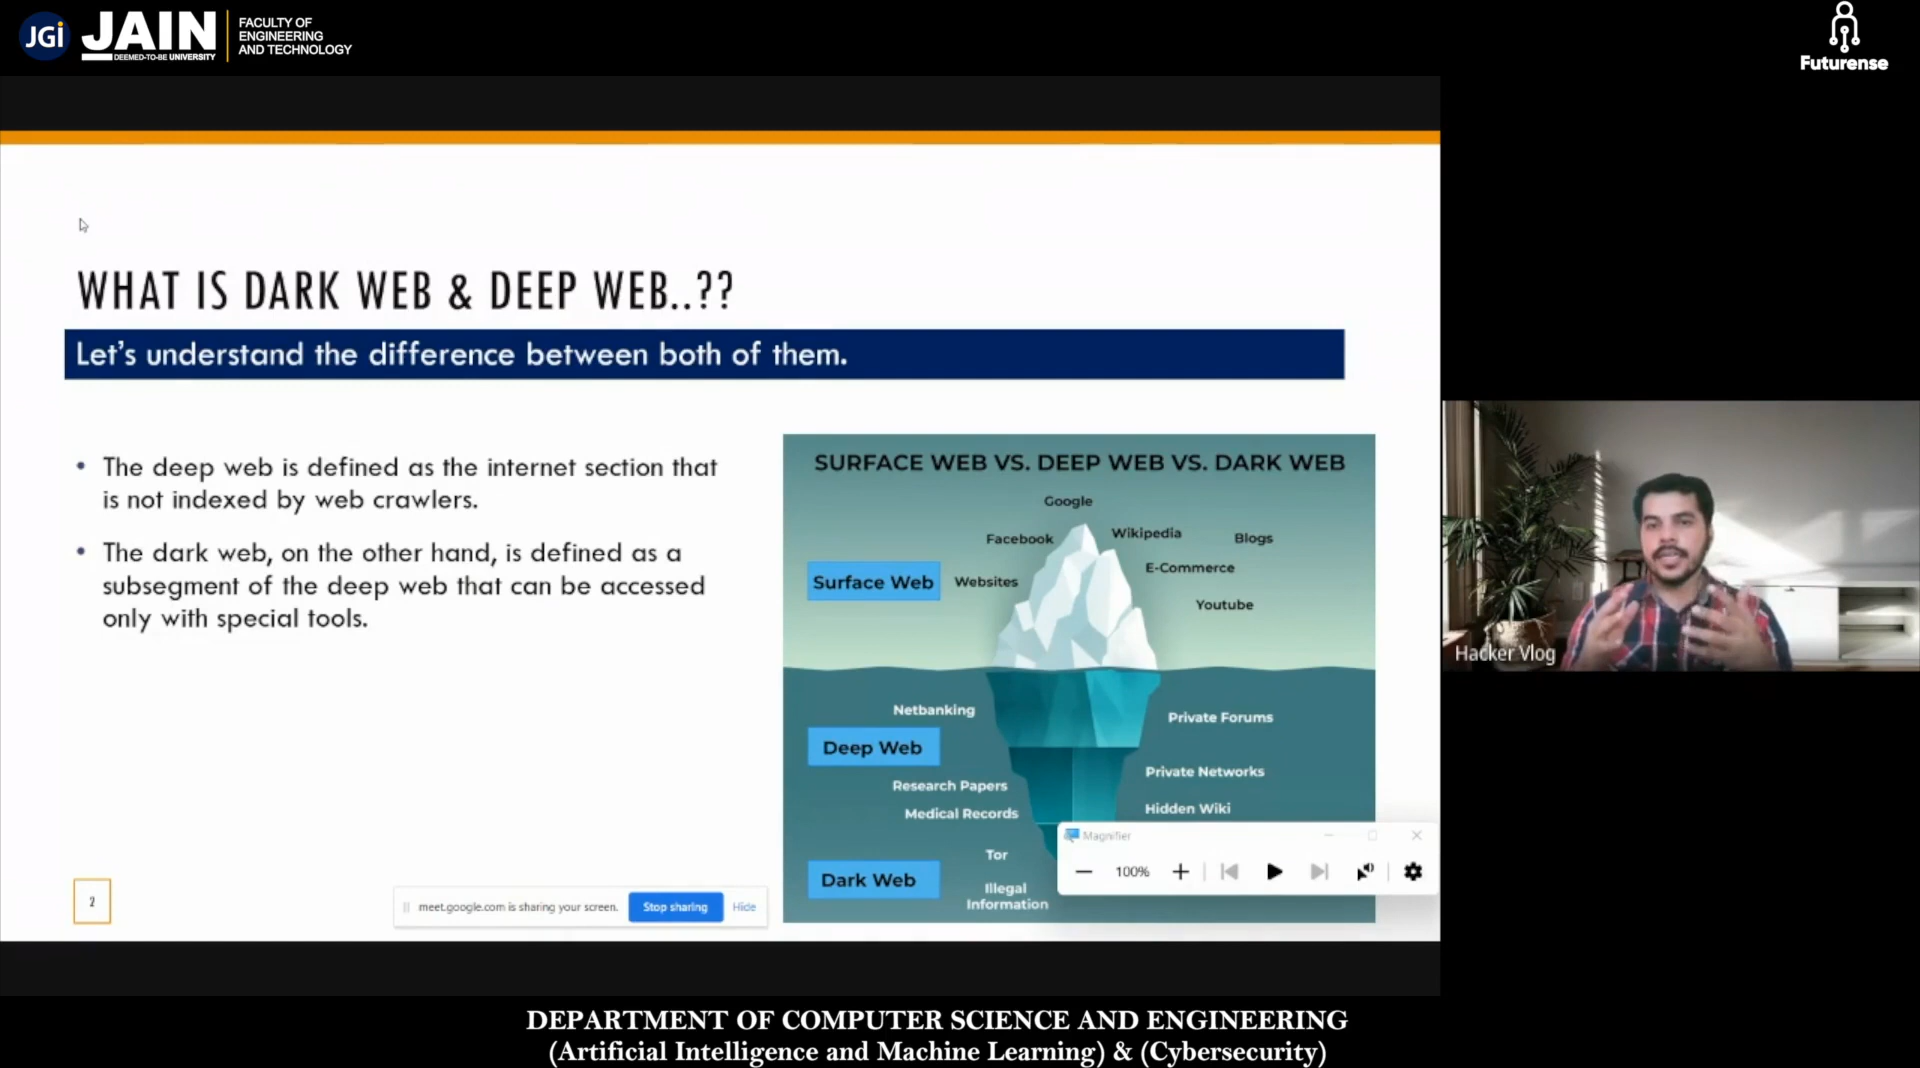 JGI JAIN
DEEMED-TO-BE UNIVERSITY
FACULTY OF
ENGINEERING
AND TECHNOLOGY
Futurense
WHAT IS DARK WEB & DEEP WEB..??
Let's understand the difference between both of them.
• The deep web is defined as the internet section that
is not indexed by web crawlers.
• The dark web, on the other hand, is defined as a
subsegment of the deep web that can be accessed
only with special tools.
SURFACE WEB VS. DEEP WEB VS. DARK WEB
Google
Facebook
Wikipedia
Blogs
E-Commerce
Surface Web
Websites
Youtube
Netbanking
Private Forums
Deep Web
Private Networks
Research Papers
Hidden Wiki
Medical Records
Tor
Dark Web
Illegal
Information
Magnifier
100%
2
meet.google.com is sharing your screen.
Stop sharing
Hide
Hacker Vlog
DEPARTMENT OF COMPUTER SCIENCE AND ENGINEERING
(Artificial Intelligence and Machine Learning) & (Cybersecurity)